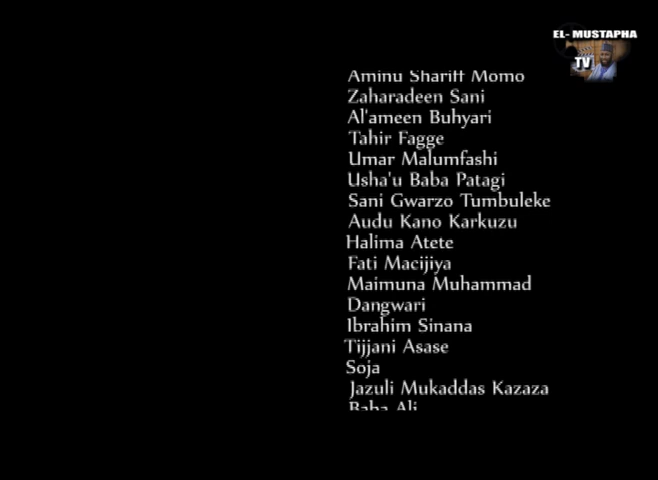 EL- MUSTAPHA
TV
Aminu Shariff Momo
Zaharadeen Sani
Al'ameen Buhyari
Tahir Fagge
Umar Malumfashi
Usha'u Baba Patagi
Sani Gwarzo Tumbuleke
Audu Kano Karkuzu
Halima Atete
Fati Macijiya
Maimuna Muhammad
Dangwari
Ibrahim Sinana
Tijjani Asase
Soja
Jazuli Mukaddas Kazaza
Baba Ali